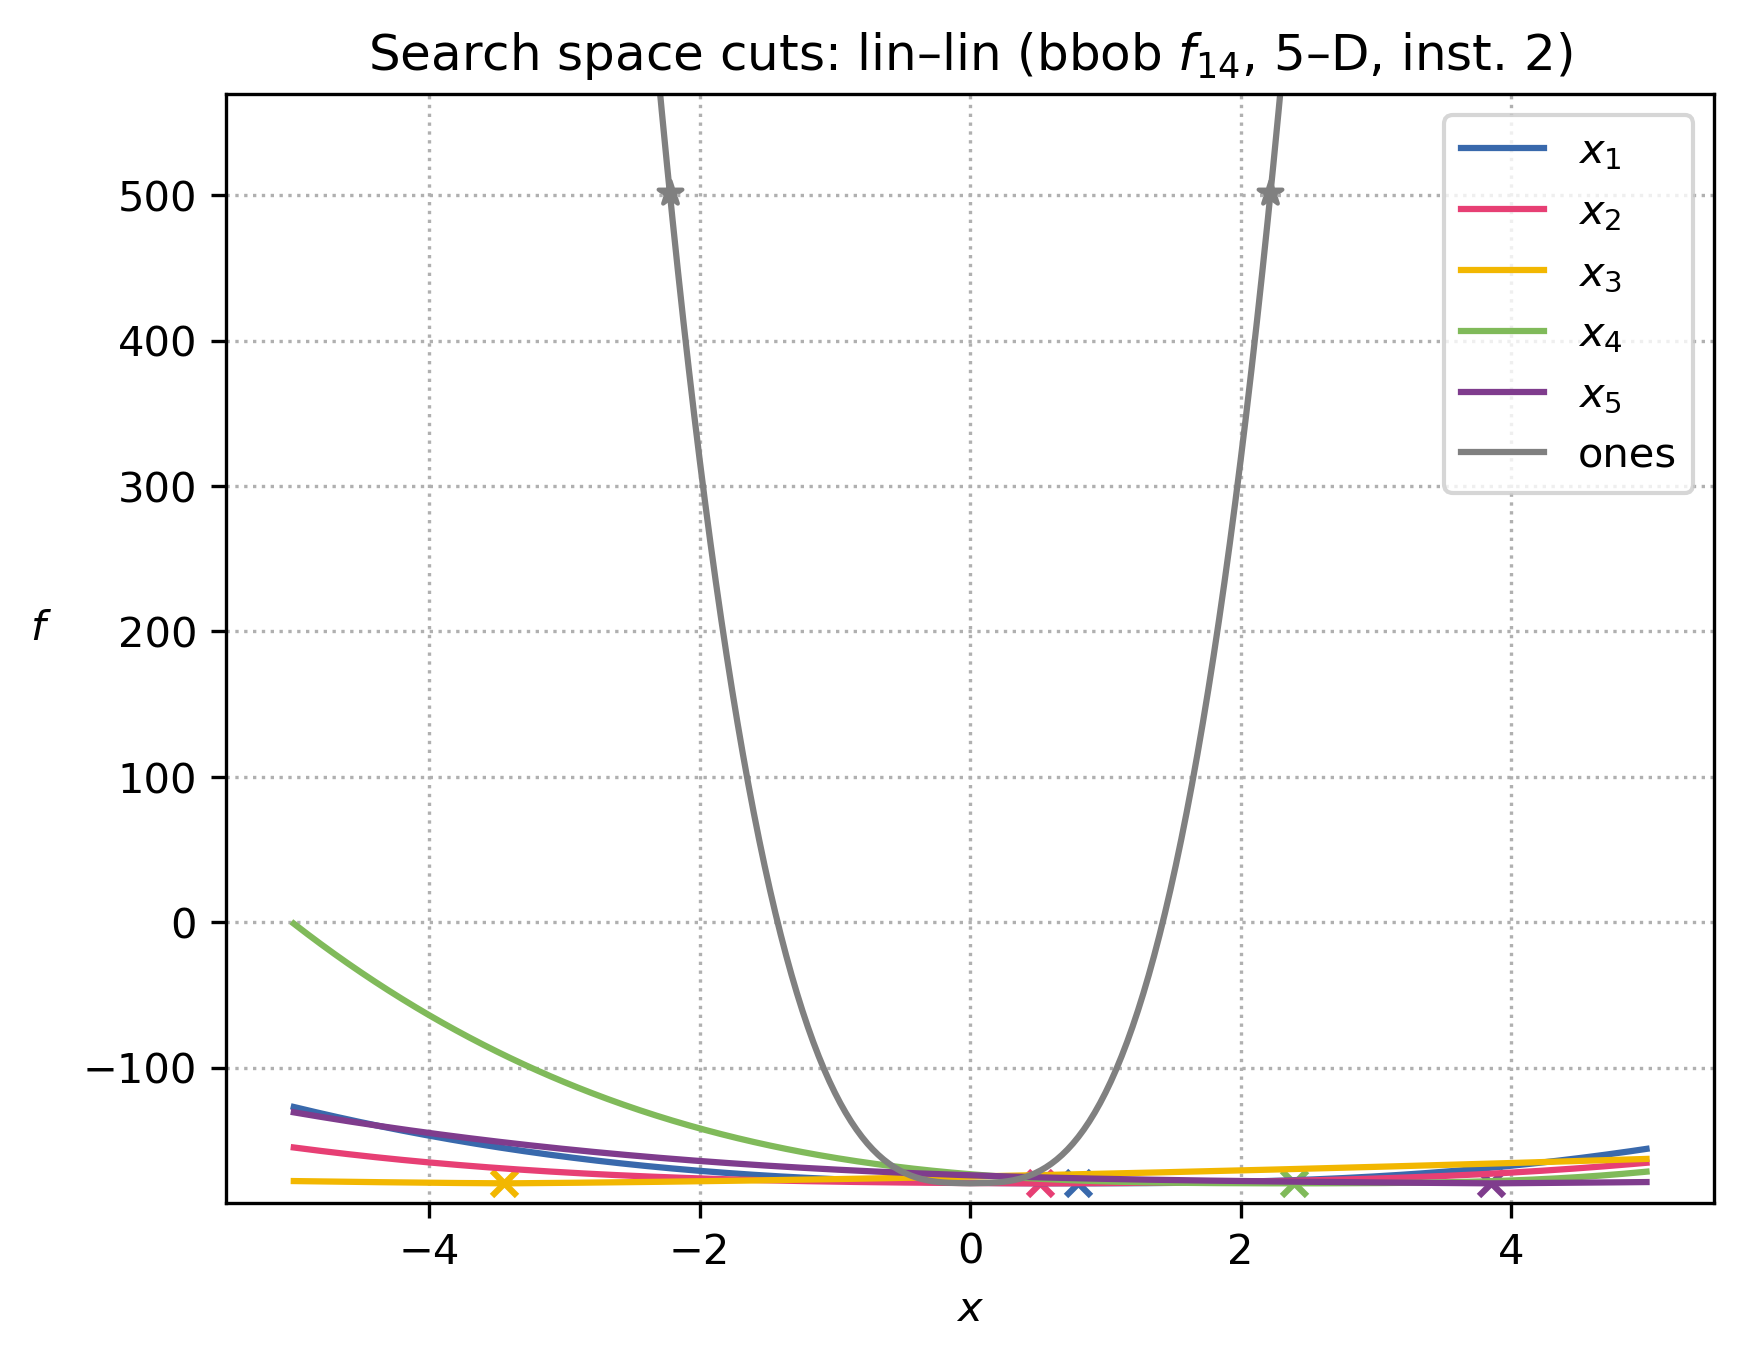 Search space cuts: lin–lin (bbob f₁₄, 5–D, inst. 2)
x₁
x₂
x₃
x₄
x₅
ones
500
400
300
200
100
0
−100
f
−4 −2 0 2 4
x